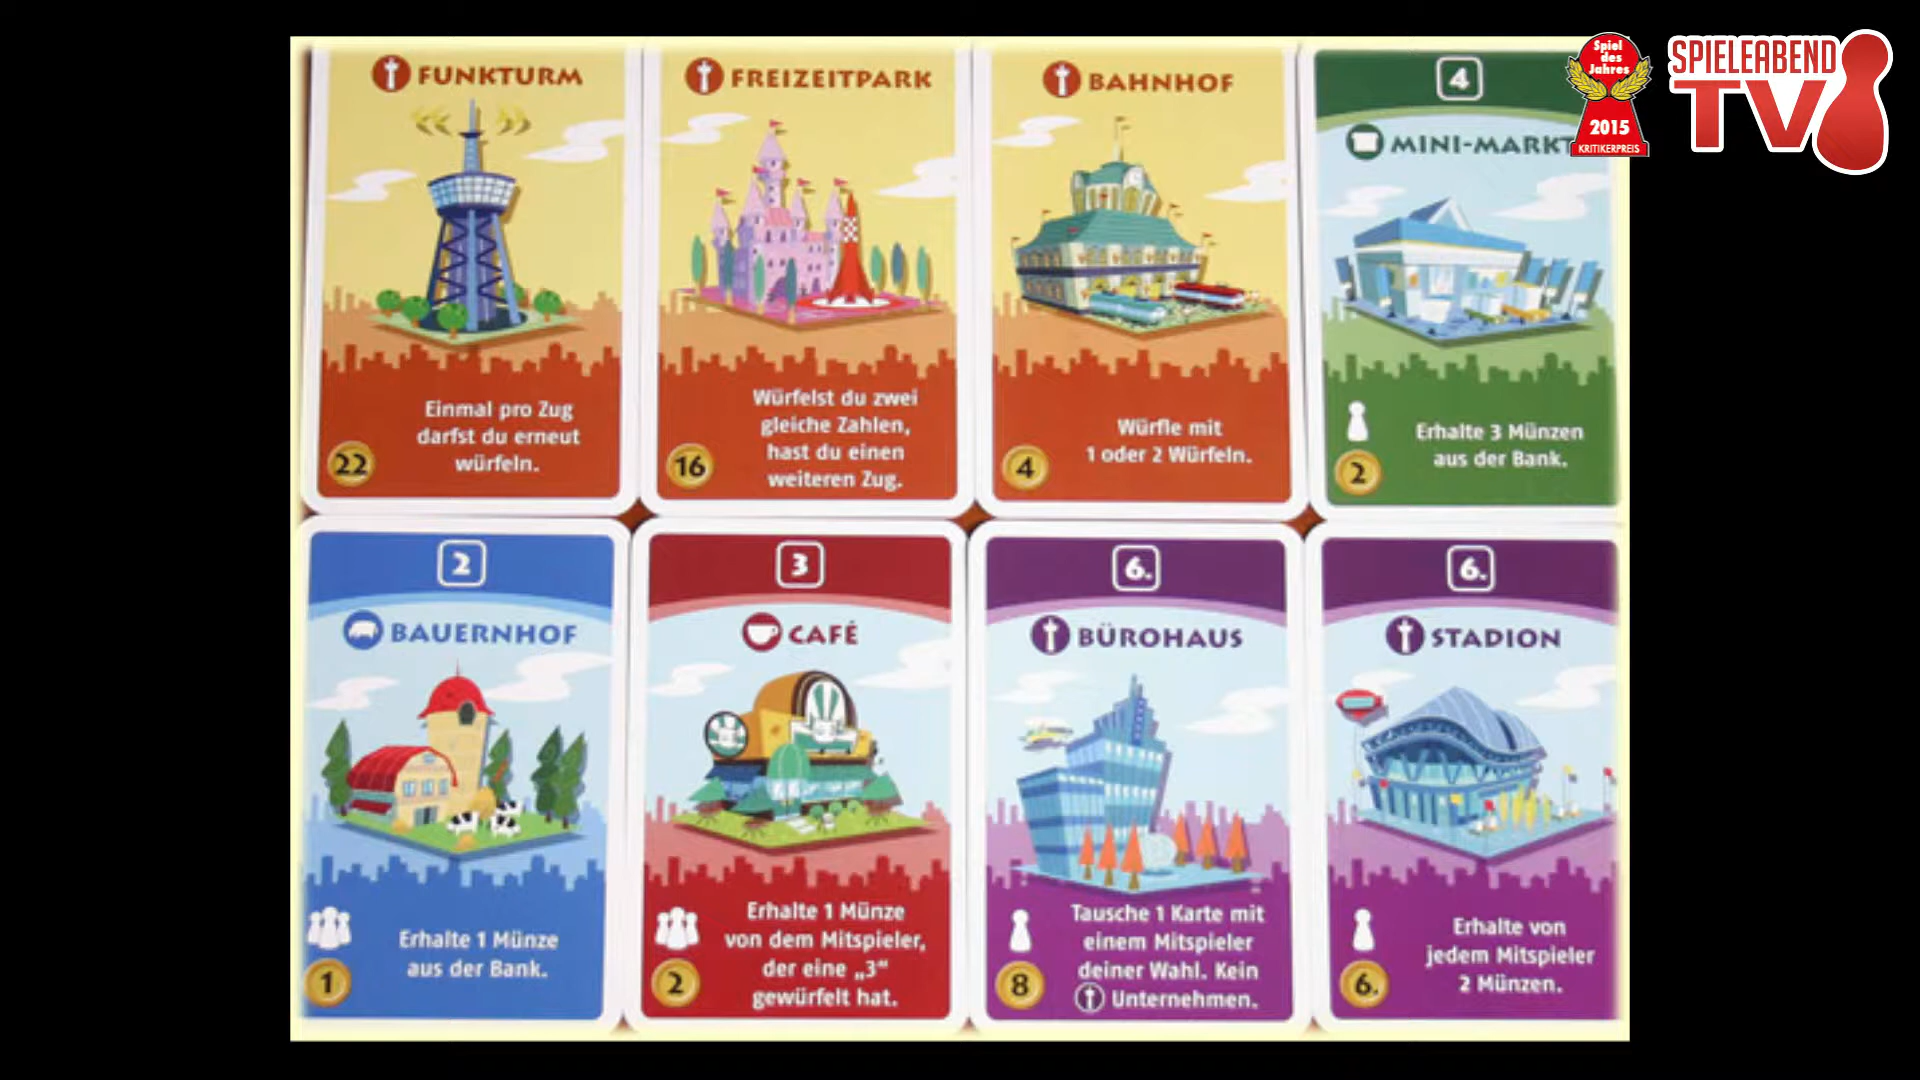 FUNKTURM
22
Einmal pro Zug
darfst du erneut
würfeln.
FREIZEITPARK
16
Würfelst du zwei
gleiche Zahlen,
hast du einen
weiteren Zug.
BAHNHOF
4
Würfle mit
1 oder 2 Würfeln.
4
MINI-MARKT
2
Erhalte 3 Münzen
aus der Bank.
Spiel
des
Jahres
2015
KRITIKERPREIS
SPIELEABEND
TV
2
BAUERNHOF
1
Erhalte 1 Münze
aus der Bank.
3
CAFÉ
2
Erhalte 1 Münze
von dem Mitspieler,
der eine „3“
gewürfelt hat.
6.
BÜROHAUS
8
Tausche 1 Karte mit
einem Mitspieler
deiner Wahl. Kein
Unternehmen.
6.
STADION
6.
Erhalte von
jedem Mitspieler
2 Münzen.